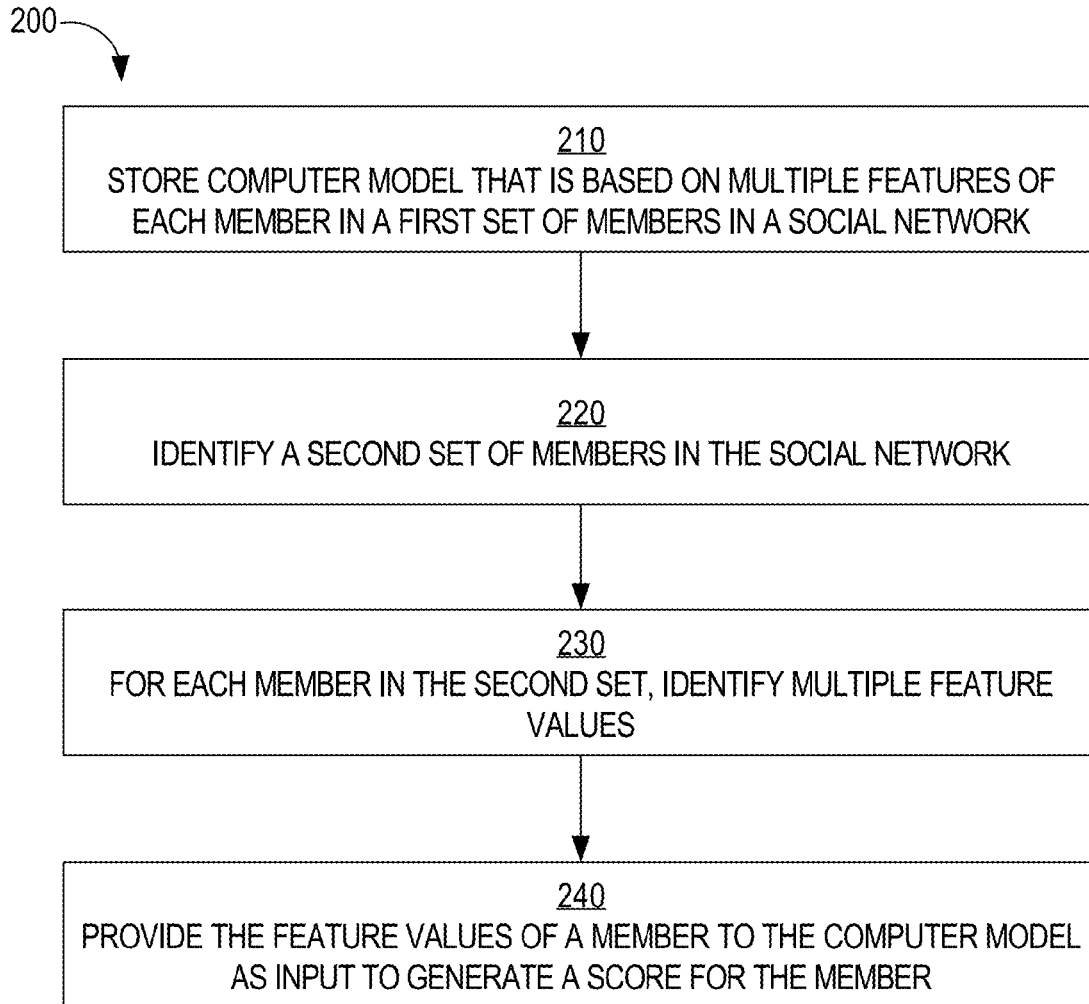 200
210
STORE COMPUTER MODEL THAT IS BASED ON MULTIPLE FEATURES OF
EACH MEMBER IN A FIRST SET OF MEMBERS IN A SOCIAL NETWORK
220
IDENTIFY A SECOND SET OF MEMBERS IN THE SOCIAL NETWORK
230
FOR EACH MEMBER IN THE SECOND SET, IDENTIFY MULTIPLE FEATURE
VALUES
240
PROVIDE THE FEATURE VALUES OF A MEMBER TO THE COMPUTER MODEL
AS INPUT TO GENERATE A SCORE FOR THE MEMBER